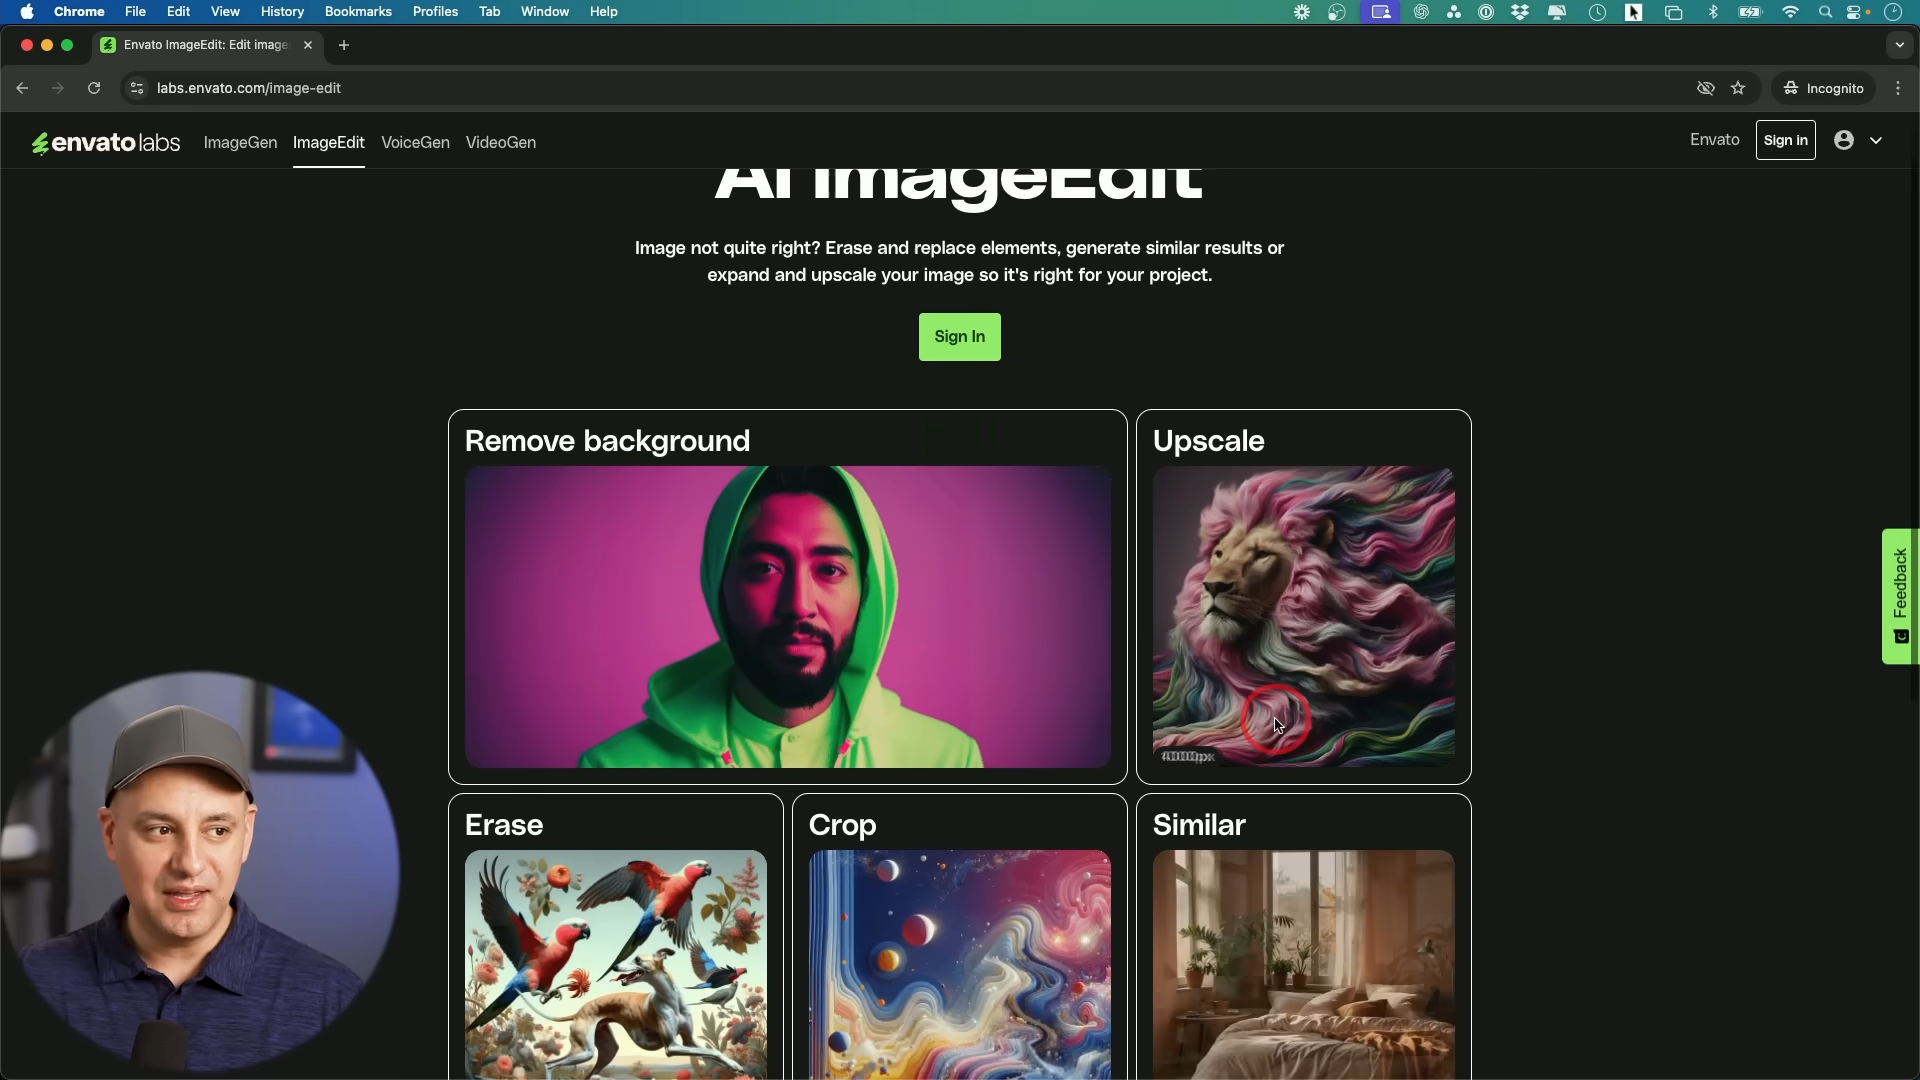 Chrome File Edit View History Bookmarks Profiles Tab Window Help
Envato ImageEdit: Edit image
labs.envato.com/image-edit
Incognito
envato labs ImageGen ImageEdit VoiceGen VideoGen
Envato Sign in
AI ImageEdit
Image not quite right? Erase and replace elements, generate similar results or
expand and upscale your image so it's right for your project.
Sign In
Remove background
Upscale
Feedback
Erase
Crop
Similar